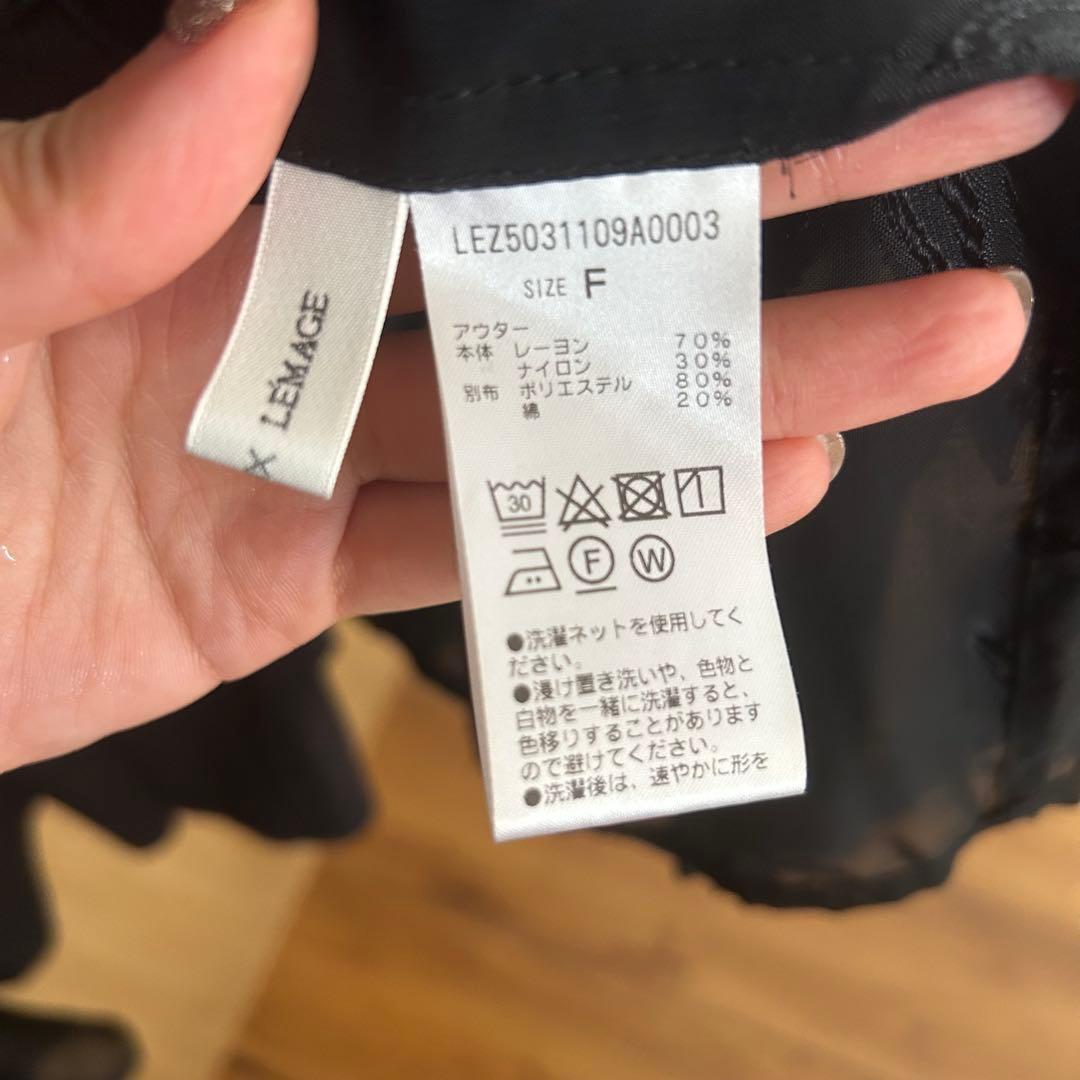 LÉMAGE
LEZ5031109A0003
SIZE F
アウター
本体 レーヨン 70%
ナイロン 30%
別布 ポリエステル 80%
綿 20%
30
F W
●洗濯ネットを使用してく
ださい。
●浸け置き洗いや、色物と
白物を一緒に洗濯すると、
色移りすることがあります
ので避けてください。
●洗濯後は、速やかに形を